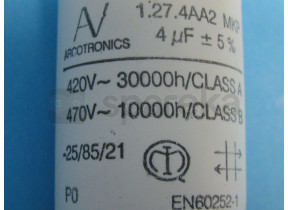 1.27.4AA2 MKP
ARCOTRONICS 4 µF ± 5%
420V~ 30000h/CLASS A
470V~ 10000h/CLASS B
-25/85/21
P0 EN60252-1